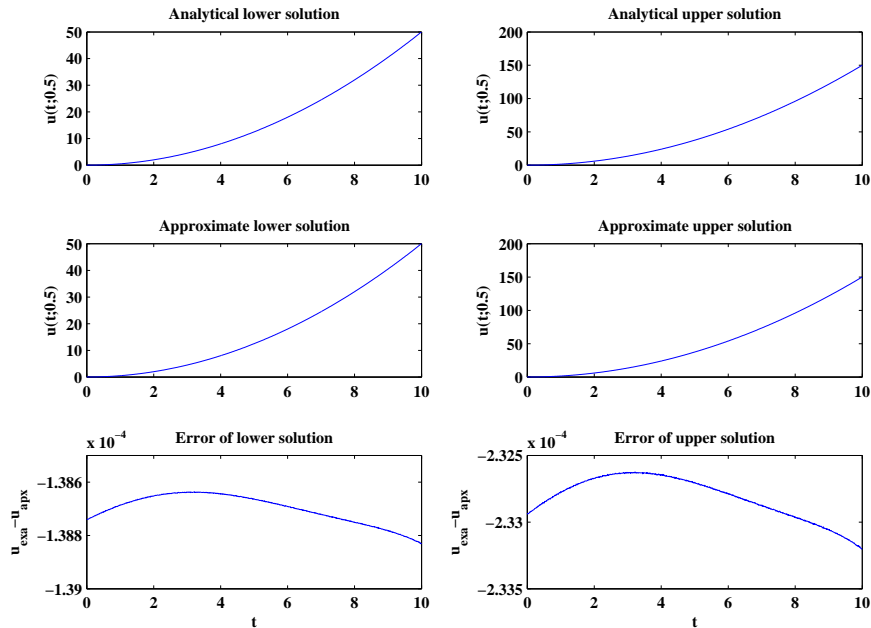 Analytical lower solution
50
40
30
20
10
0
u(t;0.5)
0 2 4 6 8 10
Analytical upper solution
200
150
100
50
0
u(t;0.5)
0 2 4 6 8 10
Approximate lower solution
50
40
30
20
10
0
u(t;0.5)
0 2 4 6 8 10
Approximate upper solution
200
150
100
50
0
u(t;0.5)
0 2 4 6 8 10
x 10−4
Error of lower solution
−1.386
−1.388
−1.39
uexa−uapx
0 2 4 6 8 10
t
x 10−4
Error of upper solution
−2.325
−2.33
−2.335
uexa−uapx
0 2 4 6 8 10
t